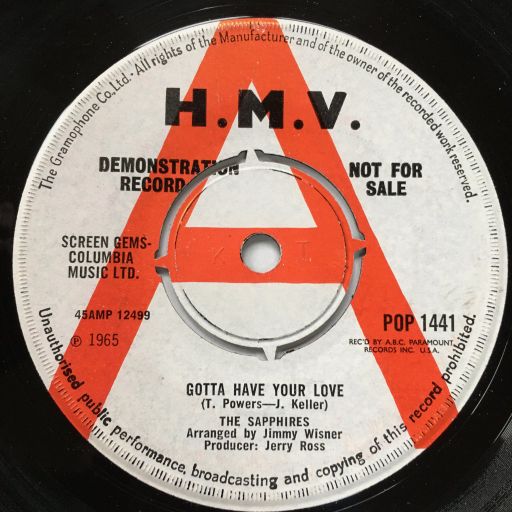 The Gramophone Co., Ltd. · All rights of the Manufacturer and of the owner of the recorded work reserved.
H.M.V.
DEMONSTRATION
RECORD
NOT FOR
SALE
A
SCREEN GEMS-
COLUMBIA
MUSIC LTD.
K T
45AMP 12499
Ⓟ 1965
POP 1441
REC'D BY A.B.C. PARAMOUNT
RECORDS INC. U.S.A.
GOTTA HAVE YOUR LOVE
(T. Powers—J. Keller)
THE SAPPHIRES
Arranged by Jimmy Wisner
Producer: Jerry Ross
Unauthorised public performance, broadcasting and copying of this record prohibited.